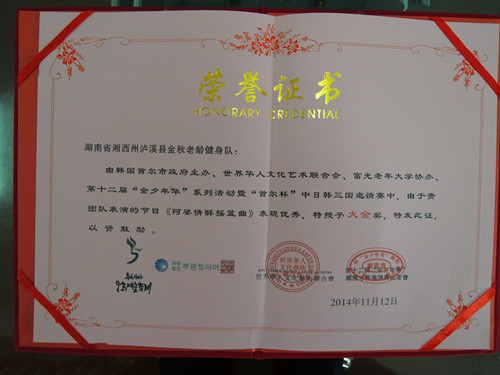 荣誉证书
HONORARY CREDENTIAL
湖南省湘西州泸溪县金秋老龄健身队：
由韩国首尔市政府主办、世界华人文化艺术联合会、富光老年大学协办，
第十二届“金夕年华”系列活动暨“首尔杯”中日韩三国邀请赛中，由于贵
团队表演的节目《阿婆情醉摇篮曲》表现优秀，特授予大金奖，特发此证，
以资鼓励。
世界华人
2014年11月12日